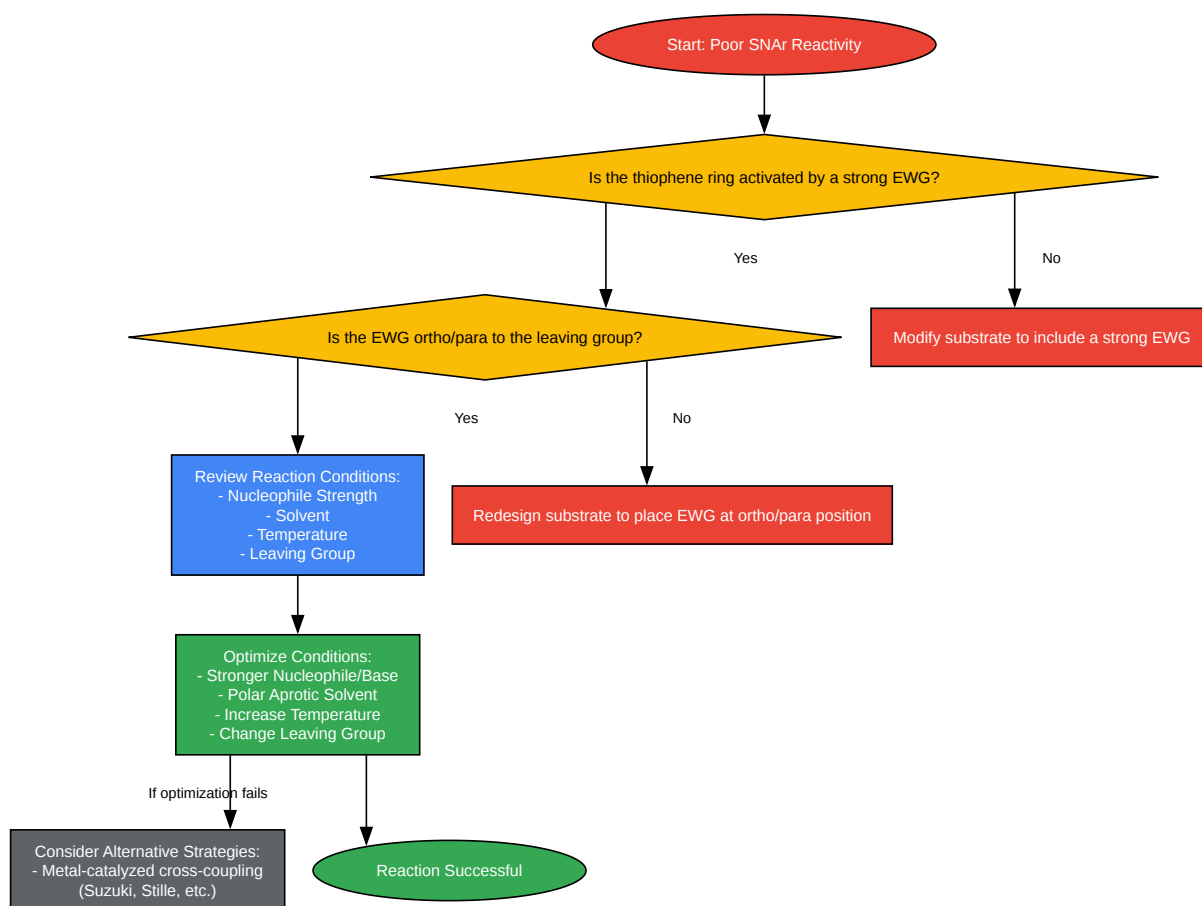 Start: Poor SNAr Reactivity
Is the thiophene ring activated by a strong EWG?
Yes
No
Is the EWG ortho/para to the leaving group?
Modify substrate to include a strong EWG
Yes
No
Review Reaction Conditions:
- Nucleophile Strength
- Solvent
- Temperature
- Leaving Group
Redesign substrate to place EWG at ortho/para position
Optimize Conditions:
- Stronger Nucleophile/Base
- Polar Aprotic Solvent
- Increase Temperature
- Change Leaving Group
If optimization fails
Consider Alternative Strategies:
- Metal-catalyzed cross-coupling
(Suzuki, Stille, etc.)
Reaction Successful